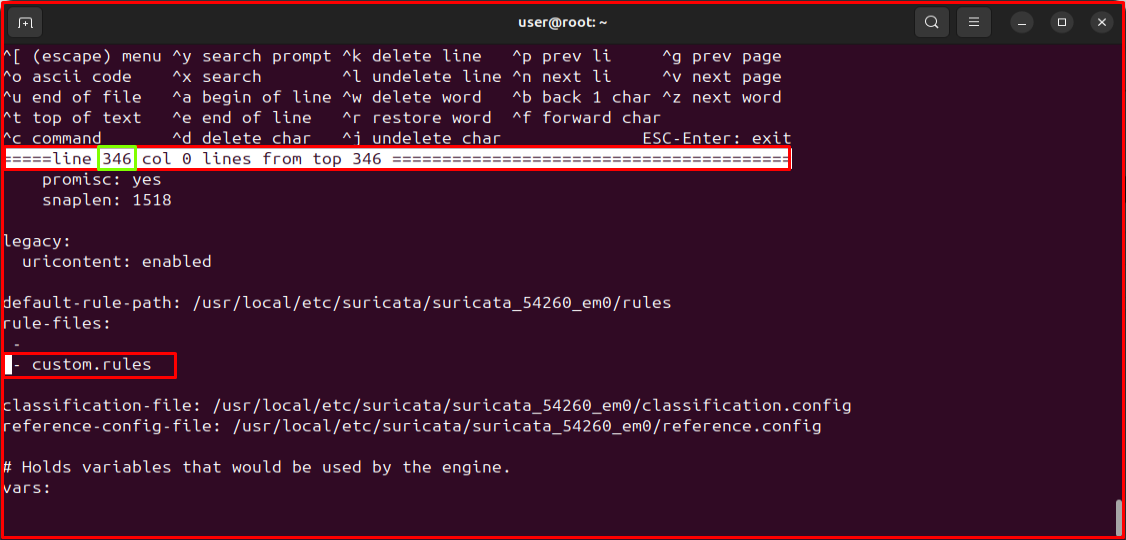 user@root: ~
^[ (escape) menu ^y search prompt ^k delete line   ^p prev li     ^g prev page
^o ascii code    ^x search        ^l undelete line ^n next li     ^v next page
^u end of file   ^a begin of line ^w delete word   ^b back 1 char ^z next word
^t top of text   ^e end of line   ^r restore word  ^f forward char
^c command       ^d delete char   ^j undelete char              ESC-Enter: exit
=====line 346 col 0 lines from top 346 ========================================
    promisc: yes
    snaplen: 1518
legacy:
  uricontent: enabled
default-rule-path: /usr/local/etc/suricata/suricata_54260_em0/rules
rule-files:
 -
 - custom.rules
classification-file: /usr/local/etc/suricata/suricata_54260_em0/classification.config
reference-config-file: /usr/local/etc/suricata/suricata_54260_em0/reference.config
# Holds variables that would be used by the engine.
vars: